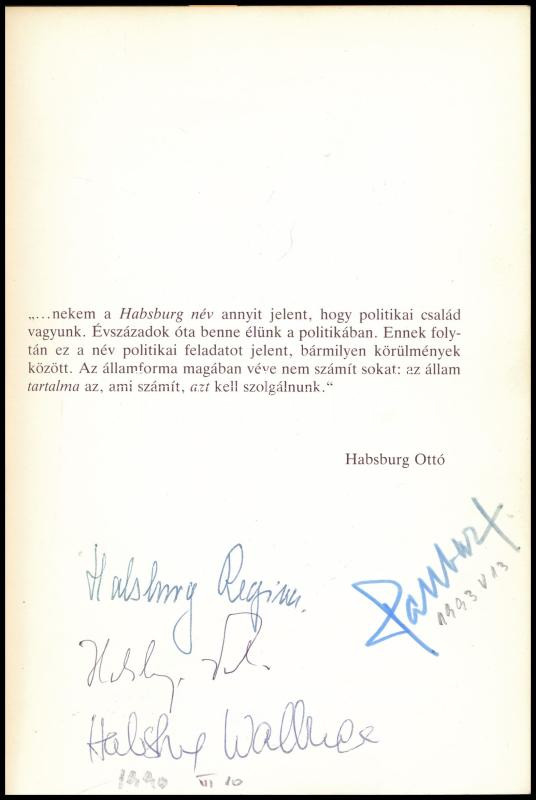 „...nekem a Habsburg név annyit jelent, hogy politikai család
vagyunk. Évszázadok óta benne élünk a politikában. Ennek foly-
tán ez a név politikai feladatot jelent, bármilyen körülmények
között. Az államforma magában véve nem számít sokat: az állam
tartalma az, ami számít, azt kell szolgálnunk.“
Habsburg Ottó
Habsburg Regina
1993 V 13
Habsburg
1990 III 10